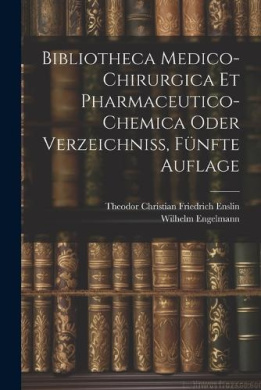 Bibliotheca Medico-
Chirurgica Et
Pharmaceutico-
Chemica Oder
Verzeichniss, Fünfte
Auflage
Theodor Christian Friedrich Enslin
Wilhelm Engelmann